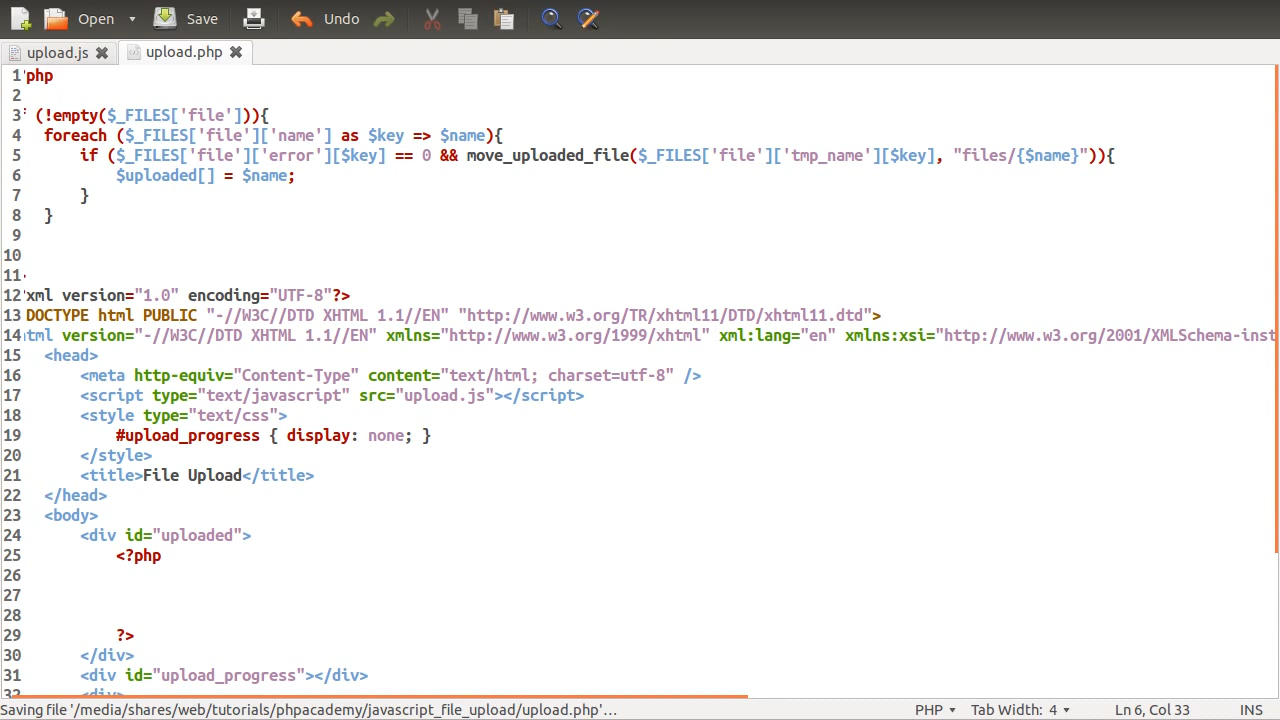 Open Save Undo
upload.js upload.php
1 php
2
3 (!empty($_FILES['file'])){
4 foreach ($_FILES['file']['name'] as $key => $name){
5 if ($_FILES['file']['error'][$key] == 0 && move_uploaded_file($_FILES['file']['tmp_name'][$key], "files/{$name}")){
6 $uploaded[] = $name;
7 }
8 }
9
10
11
12 xml version="1.0" encoding="UTF-8"?>
13 DOCTYPE html PUBLIC "-//W3C//DTD XHTML 1.1//EN" "http://www.w3.org/TR/xhtml11/DTD/xhtml11.dtd">
14 tml version="-//W3C//DTD XHTML 1.1//EN" xmlns="http://www.w3.org/1999/xhtml" xml:lang="en" xmlns:xsi="http://www.w3.org/2001/XMLSchema-inst
15 <head>
16 <meta http-equiv="Content-Type" content="text/html; charset=utf-8" />
17 <script type="text/javascript" src="upload.js"></script>
18 <style type="text/css">
19 #upload_progress { display: none; }
20 </style>
21 <title>File Upload</title>
22 </head>
23 <body>
24 <div id="uploaded">
25 <?php
26
27
28
29 ?>
30 </div>
31 <div id="upload_progress"></div>
32 <div>
Saving file '/media/shares/web/tutorials/phpacademy/javascript_file_upload/upload.php'… PHP Tab Width: 4 Ln 6, Col 33 INS